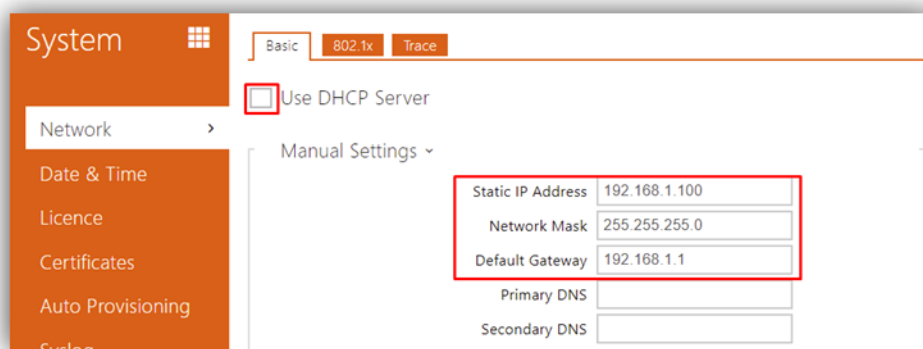 System
Basic 802.1x Trace
Use DHCP Server
Network
Manual Settings
Date & Time
Static IP Address 192.168.1.100
Licence
Network Mask 255.255.255.0
Certificates
Default Gateway 192.168.1.1
Auto Provisioning
Primary DNS
Secondary DNS
Syslog